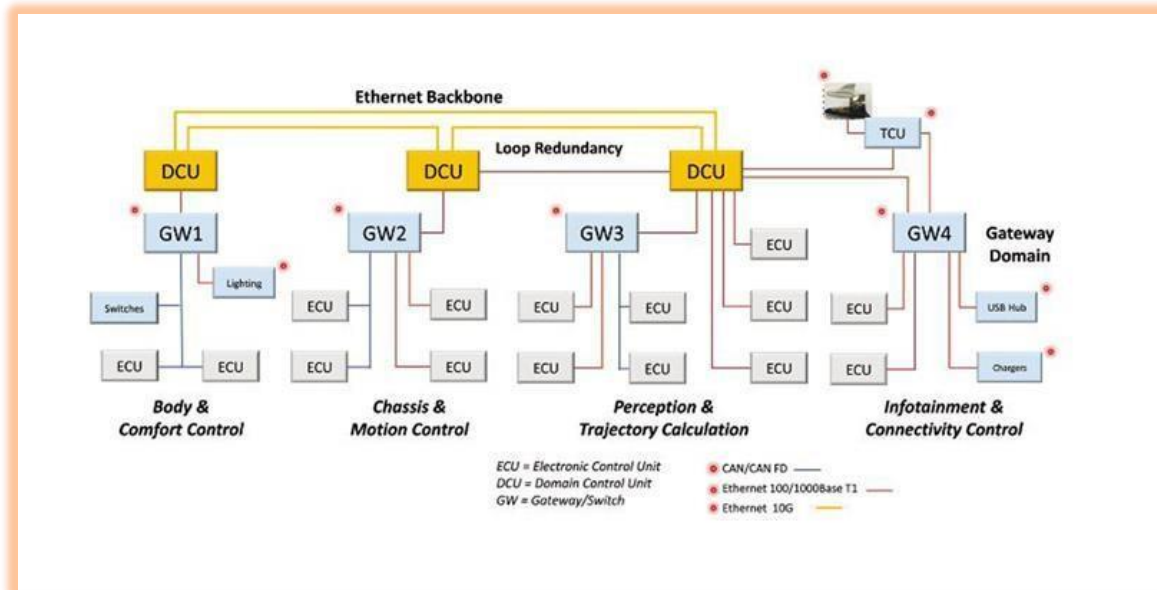 Ethernet Backbone
Loop Redundancy
TCU
DCU
DCU
DCU
GW1
GW2
GW3
GW4
Gateway
Domain
ECU
Lighting
Switches
ECU
ECU
ECU
ECU
ECU
ECU
USB Hub
ECU
ECU
ECU
ECU
ECU
ECU
ECU
ECU
Chargers
Body &
Comfort Control
Chassis &
Motion Control
Perception &
Trajectory Calculation
Infotainment &
Connectivity Control
ECU = Electronic Control Unit
DCU = Domain Control Unit
GW = Gateway/Switch
CAN/CAN FD
Ethernet 100/1000Base T1
Ethernet 10G